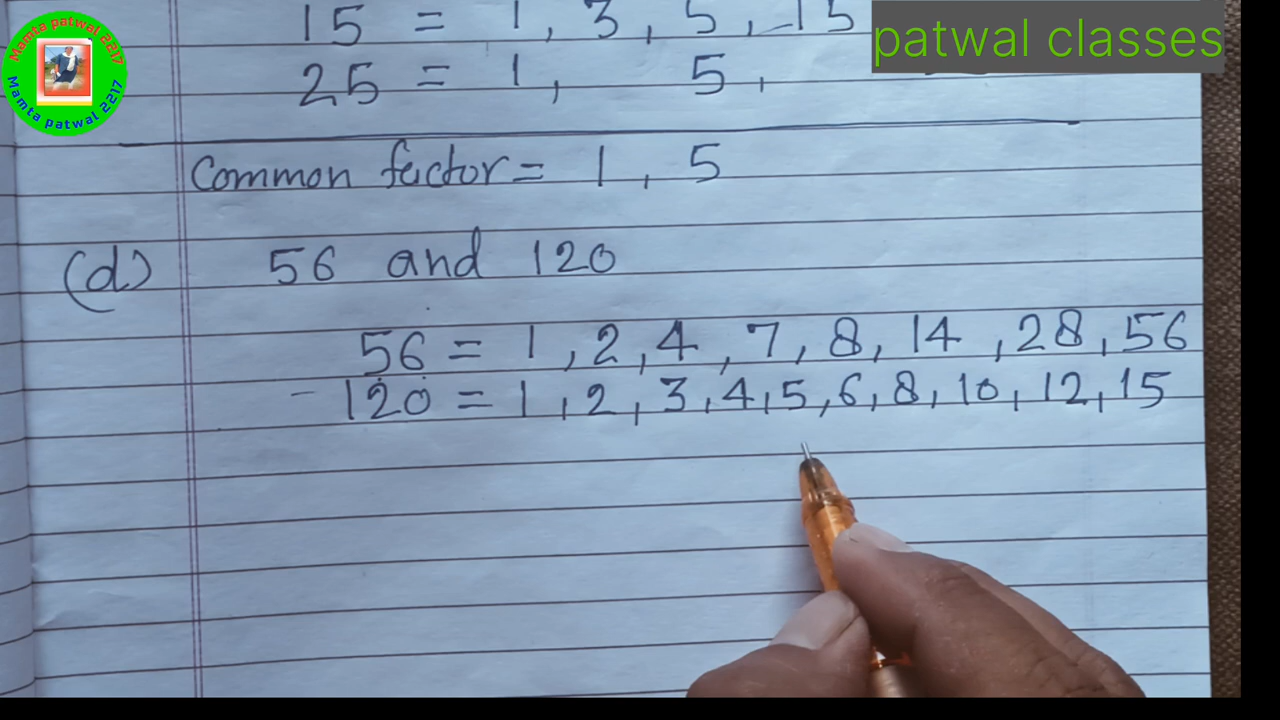 Mamta patwal 2217
Mamta patwal 2217
patwal classes
15 = 1, 3, 5, 15
25 = 1, 5,
Common factor = 1, 5
(d) 56 and 120
56 = 1, 2, 4, 7, 8, 14, 28, 56
120 = 1, 2, 3, 4, 5, 6, 8, 10, 12, 15